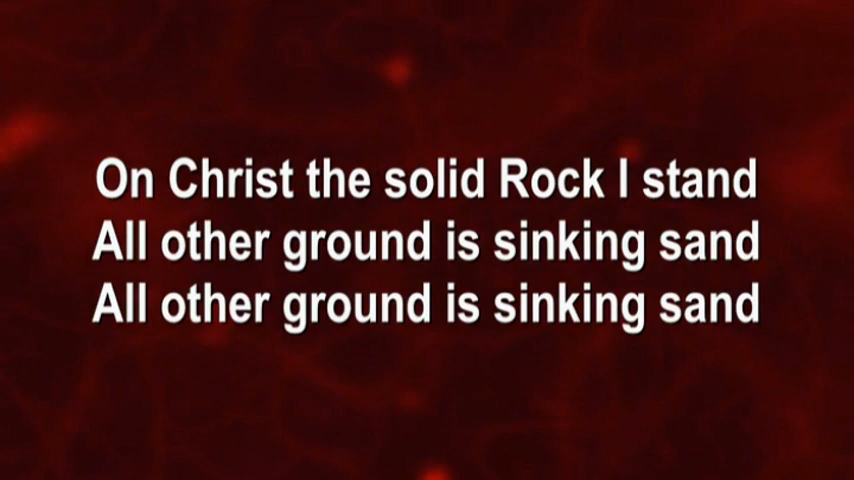 On Christ the solid Rock I stand
All other ground is sinking sand
All other ground is sinking sand